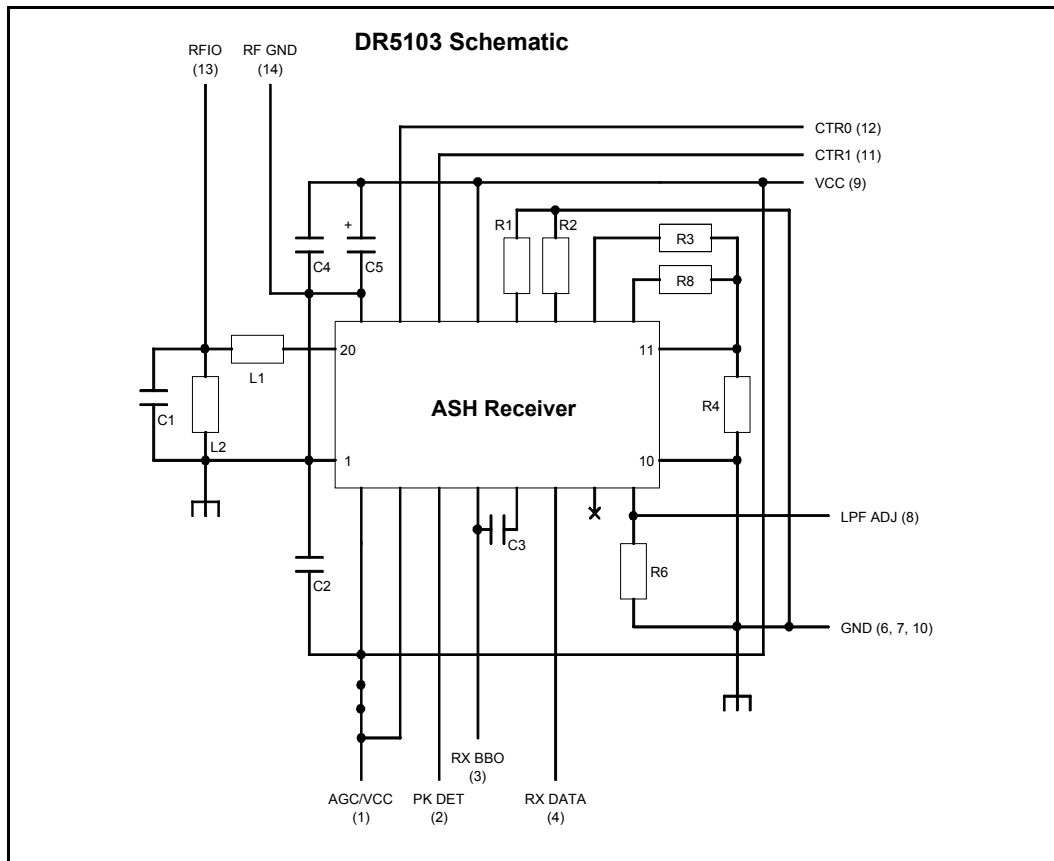 DR5103 Schematic
RFIO
(13)
RF GND
(14)
CTR0 (12)
CTR1 (11)
VCC (9)
R1
R2
R3
+
C4
C5
R8
20
11
L1
C1
ASH Receiver
R4
L2
1
10
LPF ADJ (8)
C3
C2
R6
GND (6, 7, 10)
RX BBO
(3)
AGC/VCC
(1)
PK DET
(2)
RX DATA
(4)